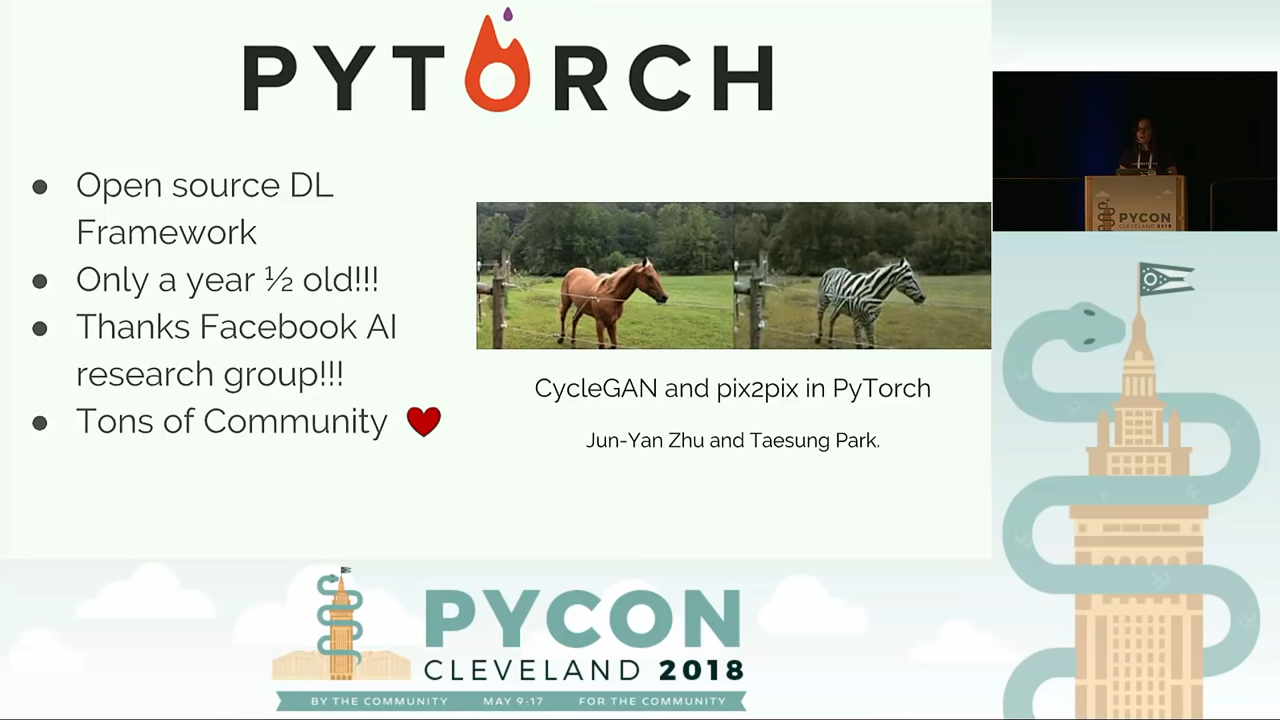 PYTORCH
● Open source DL
Framework
● Only a year ½ old!!!
● Thanks Facebook AI
research group!!!
● Tons of Community
CycleGAN and pix2pix in PyTorch
Jun-Yan Zhu and Taesung Park.
PYCON
CLEVELAND 2018
PYCON
CLEVELAND 2018
BY THE COMMUNITY MAY 9-17 FOR THE COMMUNITY